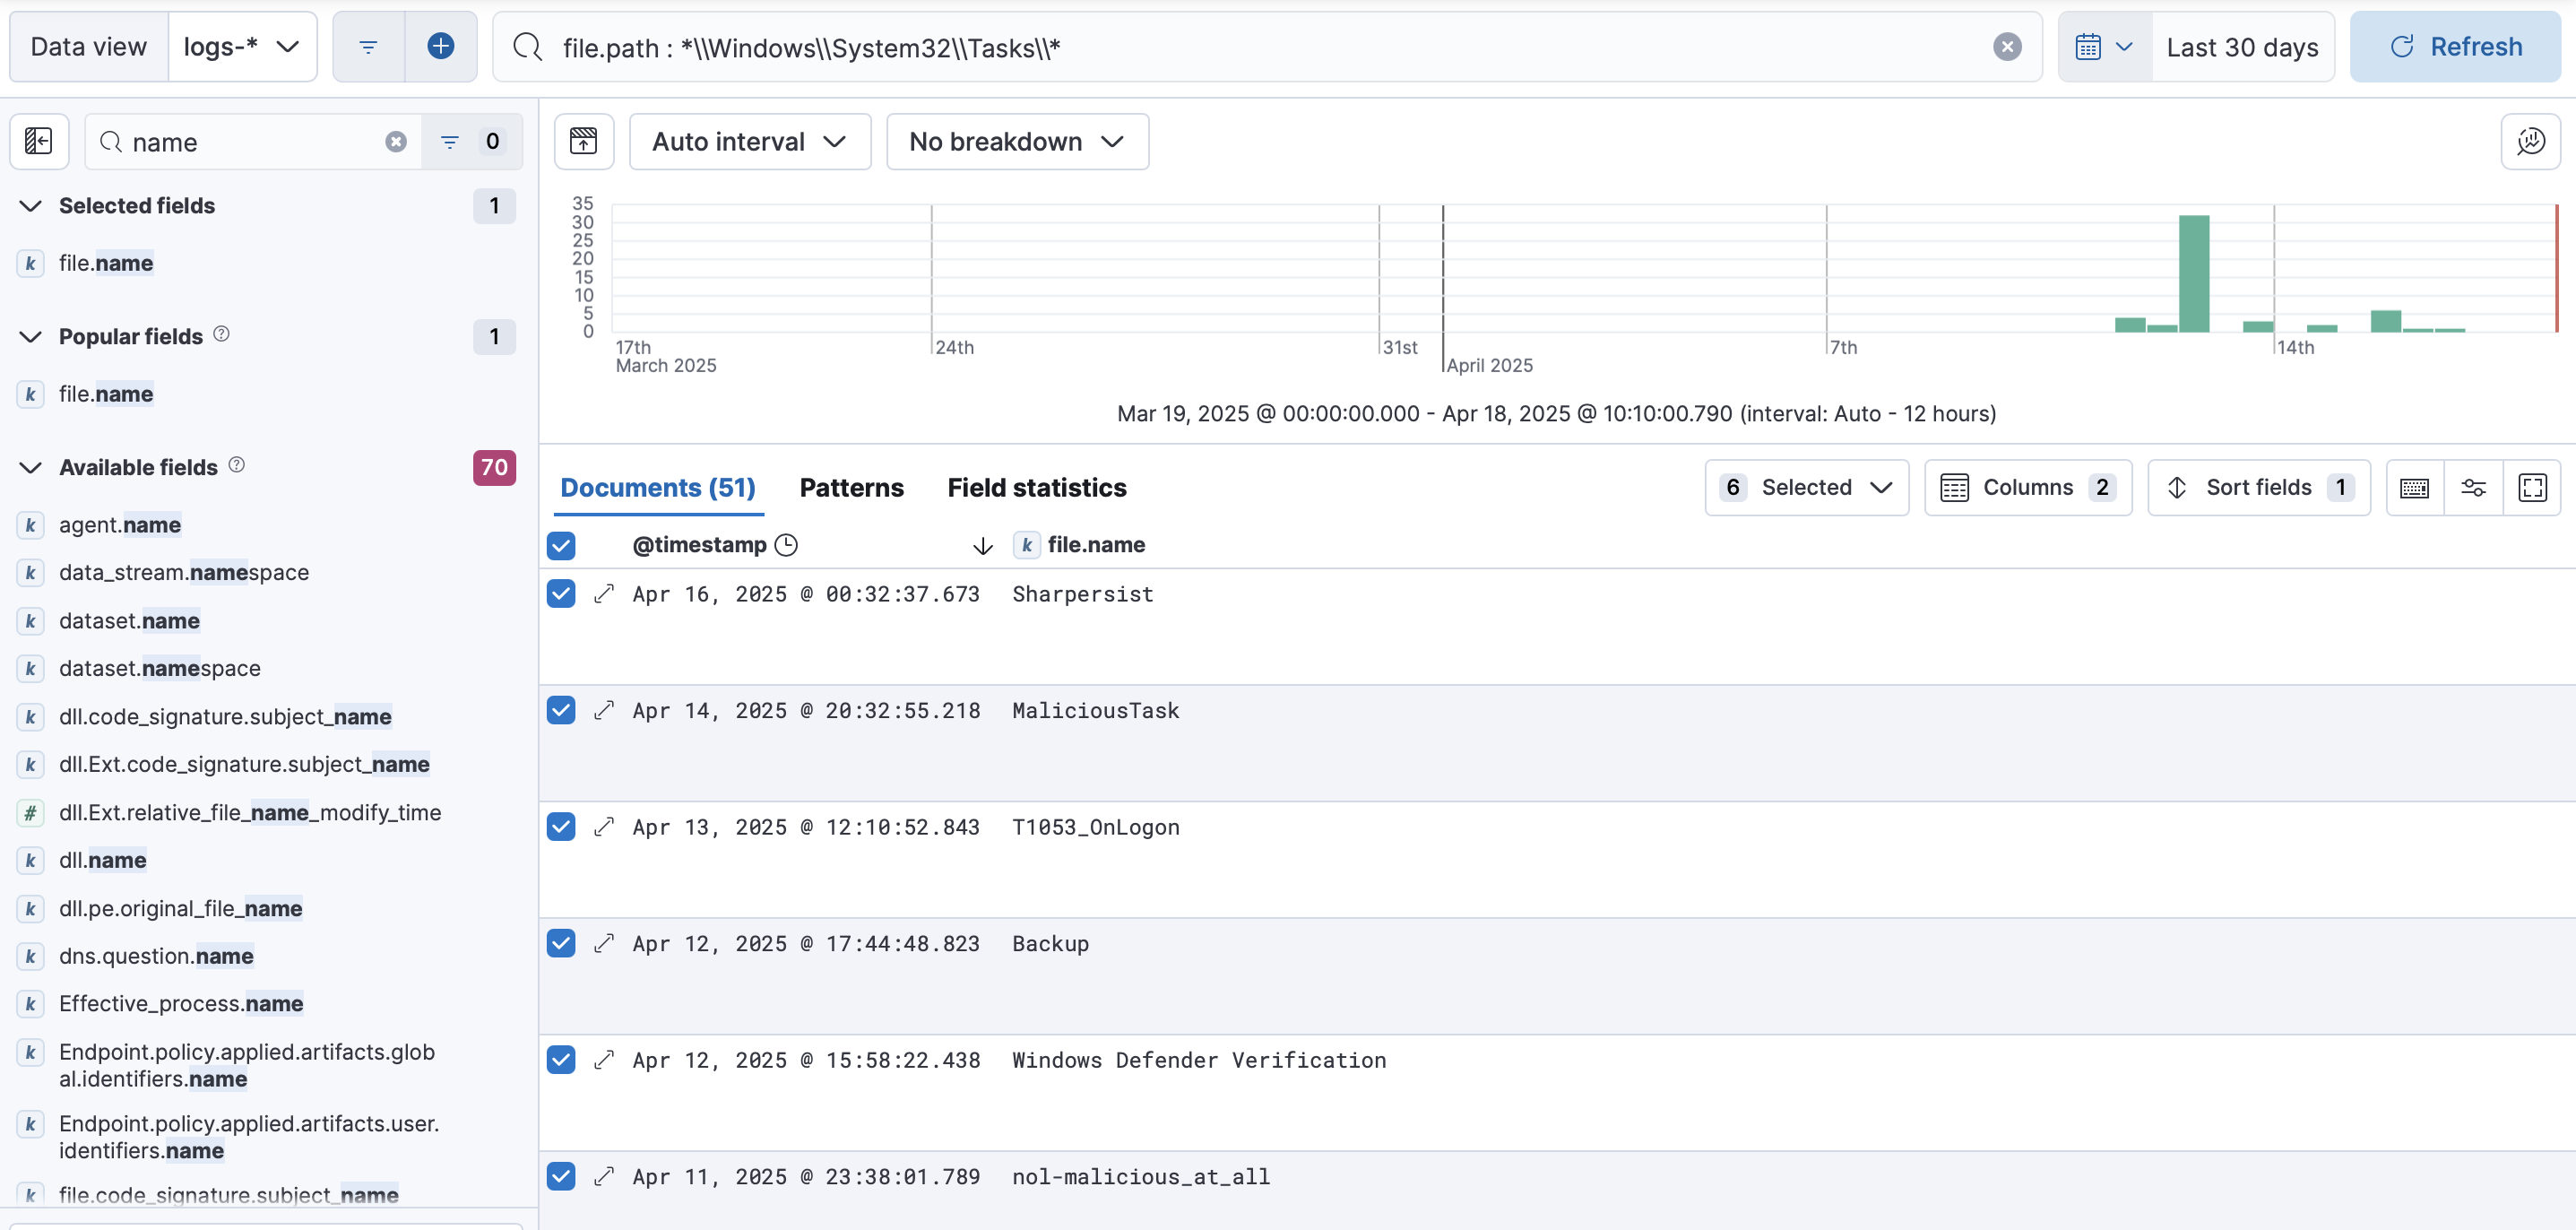 Data view
logs-*
file.path : *\\Windows\\System32\\Tasks\\*
Last 30 days
Refresh
name
0
Selected fields
1
k file.name
Popular fields
1
k file.name
Available fields
70
k agent.name
k data_stream.namespace
k dataset.name
k dataset.namespace
k dll.code_signature.subject_name
k dll.Ext.code_signature.subject_name
# dll.Ext.relative_file_name_modify_time
k dll.name
k dll.pe.original_file_name
k dns.question.name
k Effective_process.name
k Endpoint.policy.applied.artifacts.glob
al.identifiers.name
k Endpoint.policy.applied.artifacts.user.
identifiers.name
k file.code_signature.subject_name
Auto interval
No breakdown
35
30
25
20
15
10
5
0
17th
March 2025
24th
31st
April 2025
7th
14th
Mar 19, 2025 @ 00:00:00.000 - Apr 18, 2025 @ 10:10:00.790 (interval: Auto - 12 hours)
Documents (51)
Patterns
Field statistics
6 Selected
Columns 2
Sort fields 1
@timestamp
k file.name
Apr 16, 2025 @ 00:32:37.673 Sharpersist
Apr 14, 2025 @ 20:32:55.218 MaliciousTask
Apr 13, 2025 @ 12:10:52.843 T1053_OnLogon
Apr 12, 2025 @ 17:44:48.823 Backup
Apr 12, 2025 @ 15:58:22.438 Windows Defender Verification
Apr 11, 2025 @ 23:38:01.789 nol-malicious_at_all